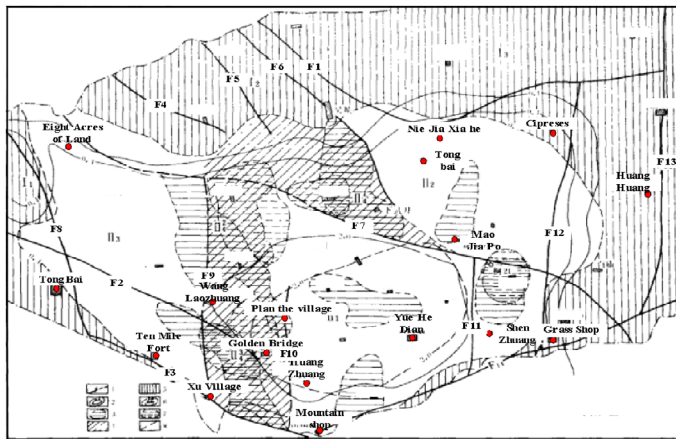 F6
F1
F5
F4
Eight Acres
of Land
Nie Jia Xia he
Cipreses
Tong
bai
F13
Huang
Huang
F8
F7
F12
Mao
Jia Po
F9
F2
Tong Bai
Wang
Laozhuang
Plan the village
Yue He
Dian
F11
Shen
Zhuang
Grass Shop
Ten Mile
Fort
Golden Bridge
F10
Huang
Zhuang
F3
Xu Village
Mountain
shop